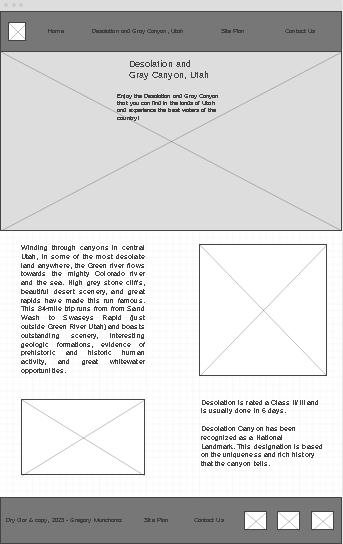 Home Desolation and Gray Canyon, Utah Site Plan Contact Us
Desolation and
Gray Canyon, Utah
Enjoy the Desolation and Gray Canyon
that you can find in the lands of Utah
and experience the best waters of the
country!
Winding through canyons in central
Utah, in some of the most desolate
land anywhere, the Green river flows
towards the mighty Colorado river
and the sea. High grey stone cliffs,
beautiful desert scenery, and great
rapids have made this run famous.
This 84-mile trip runs from from Sand
Wash to Swaseys Rapid (just
outside Green River Utah) and boasts
outstanding scenery, interesting
geologic formations, evidence of
prehistoric and historic human
activity, and great whitewater
opportunities.
Desolation is rated a Class II/III and
is usually done in 6 days.
Desolation Canyon has been
recognized as a National
Landmark. This designation is based
on the uniqueness and rich history
that the canyon tells.
Dry Oar & copy, 2023 - Gregory Site Plan Contact Us